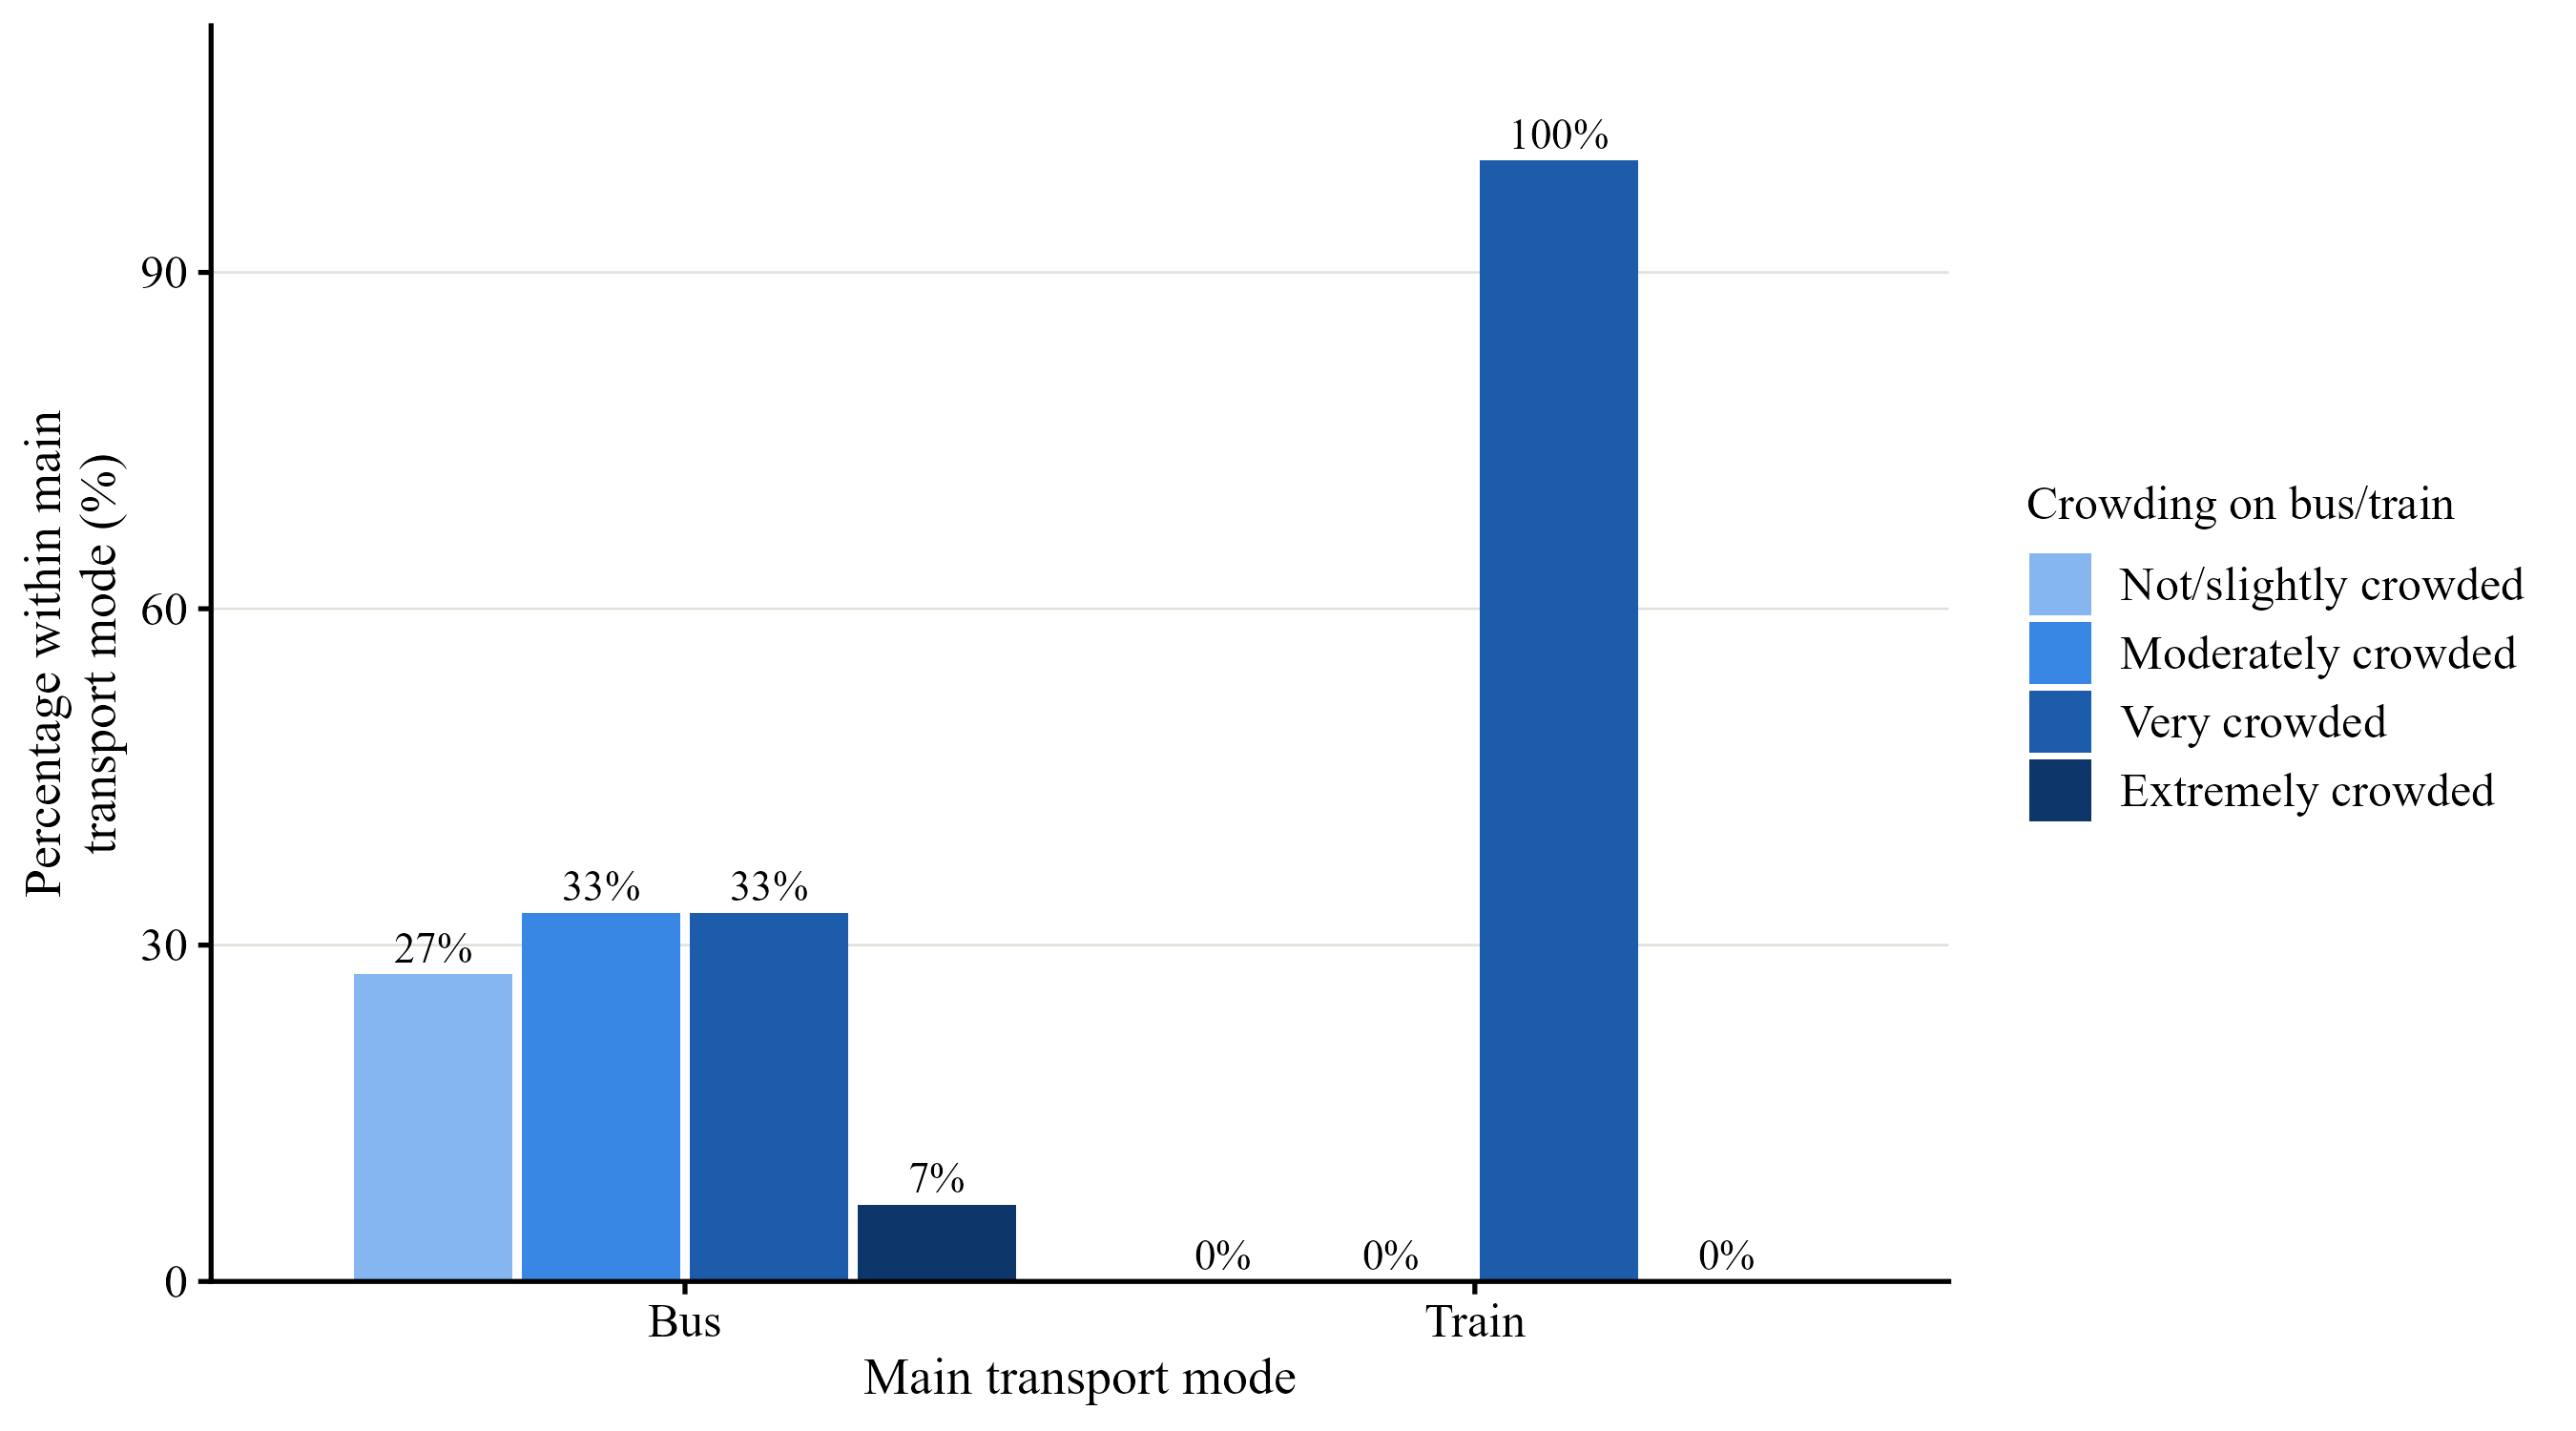 100%
90
60
30
0
Percentage within main
transport mode (%)
27%
33%
33%
7%
0%
0%
0%
Bus
Train
Main transport mode
Crowding on bus/train
Not/slightly crowded
Moderately crowded
Very crowded
Extremely crowded